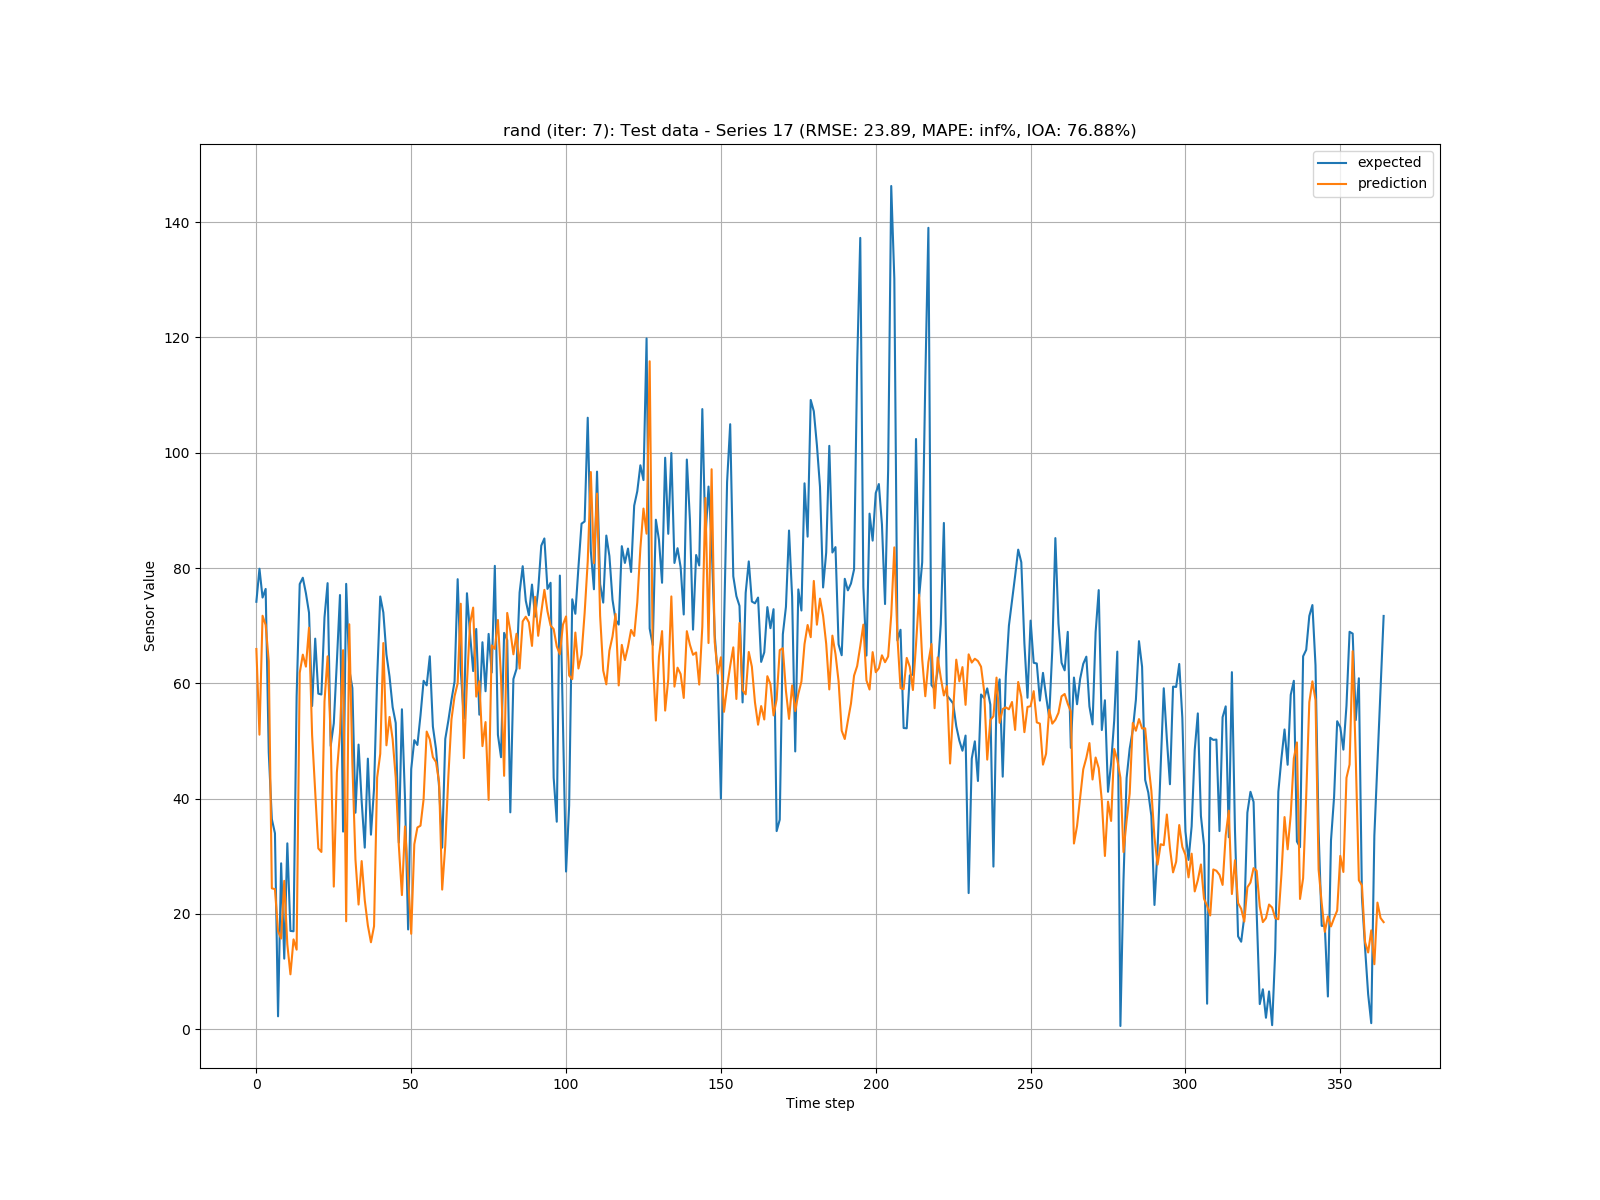 rand (iter: 7): Test data - Series 17 (RMSE: 23.89, MAPE: inf%, IOA: 76.88%)
expected
prediction
Sensor Value
140
120
100
80
60
40
20
0
0 50 100 150 200 250 300 350
Time step